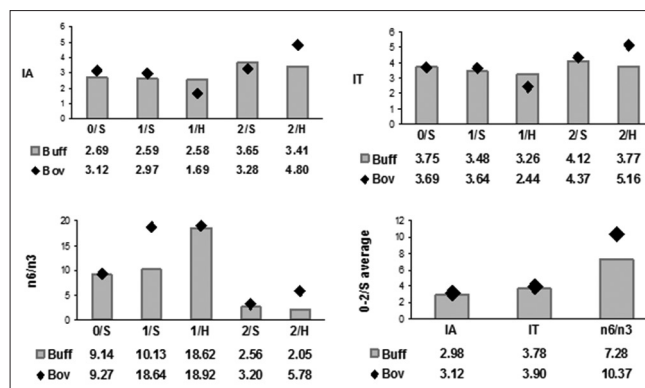 IA
6
5
4
3
2
1
0
0/S 1/S 1/H 2/S 2/H
Buff 2.69 2.59 2.58 3.65 3.41
Bov 3.12 2.97 1.69 3.28 4.80
IT
6
5
4
3
2
1
0
0/S 1/S 1/H 2/S 2/H
Buff 3.75 3.48 3.26 4.12 3.77
Bov 3.69 3.64 2.44 4.37 5.16
n6/n3
20
15
10
5
0
0/S 1/S 1/H 2/S 2/H
Buff 9.14 10.13 18.62 2.56 2.05
Bov 9.27 18.64 18.92 3.20 5.78
0-2/S average
12
10
8
6
4
2
0
IA IT n6/n3
Buff 2.98 3.78 7.28
Bov 3.12 3.90 10.37